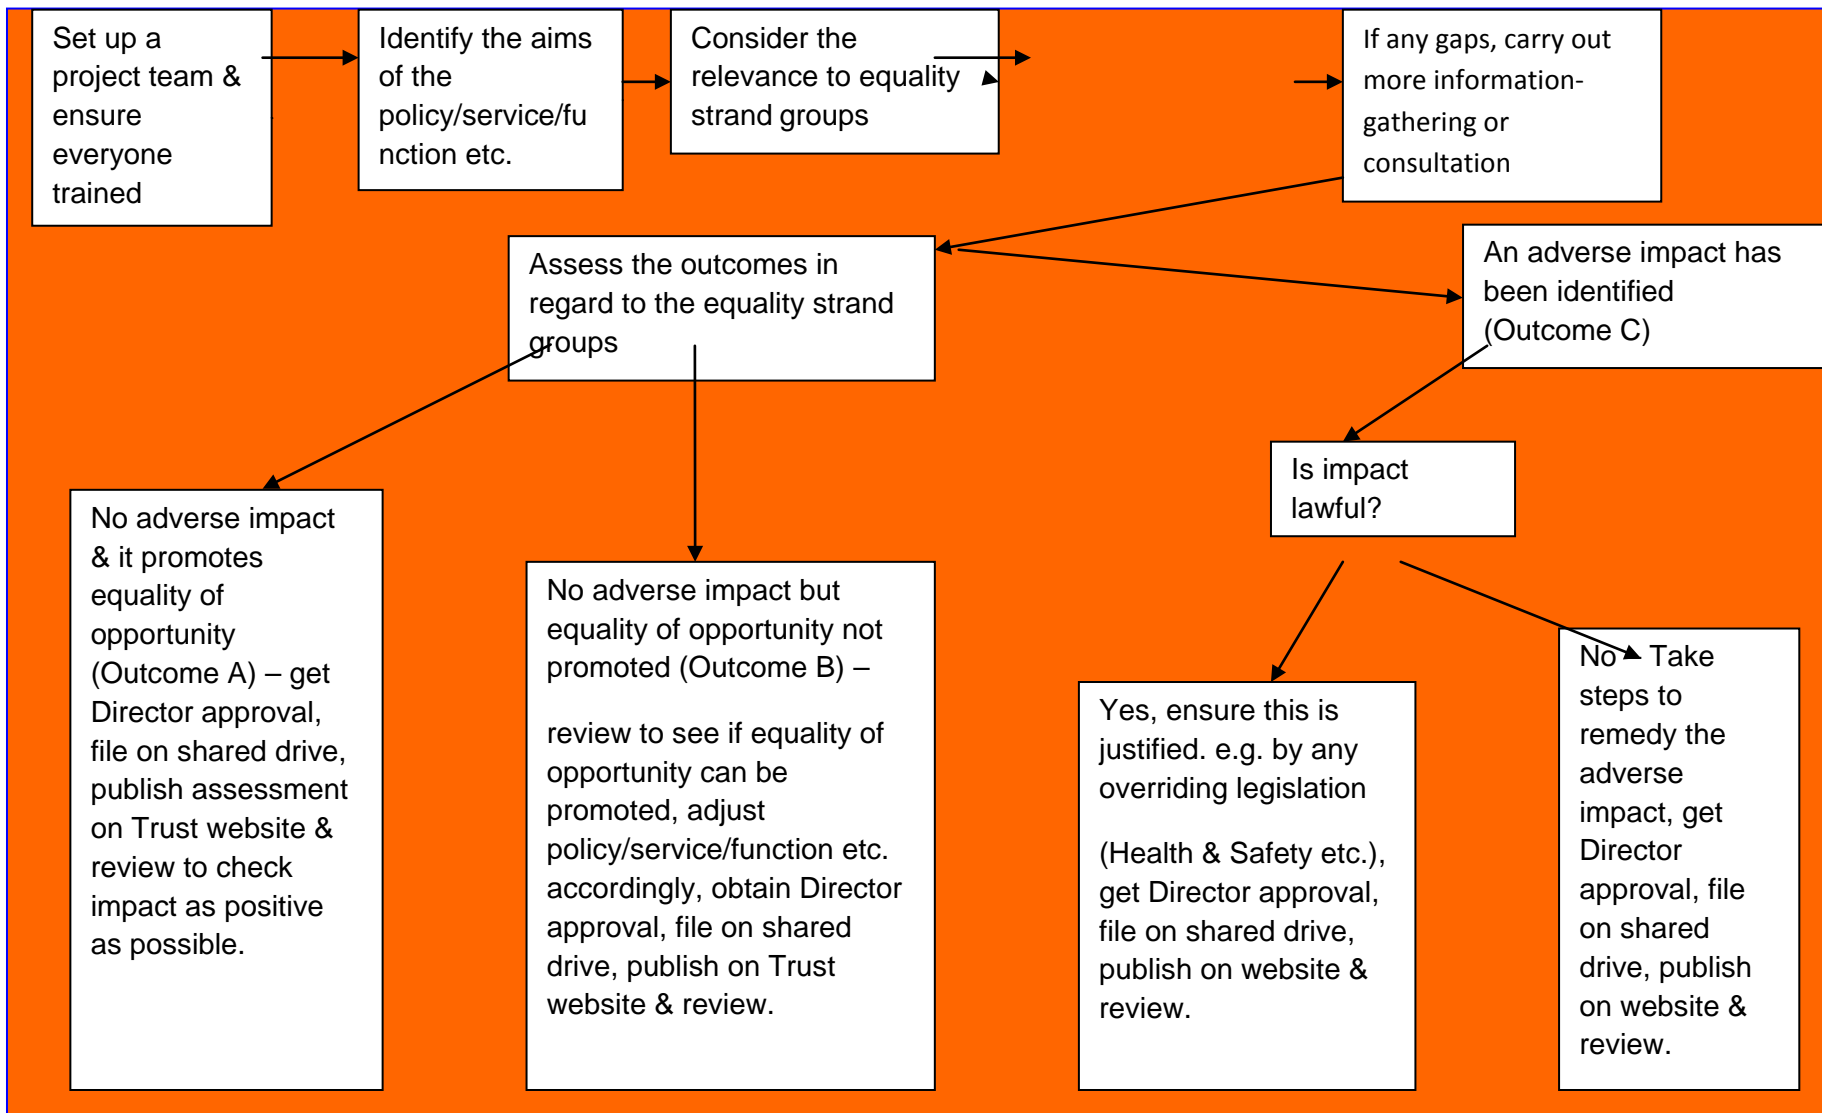 Set up a
project team &
ensure
everyone
trained
Identify the aims
of the
policy/service/fu
nction etc.
Consider the
relevance to equality
strand groups
If any gaps, carry out
more information-
gathering or
consultation
Assess the outcomes in
regard to the equality strand
groups
An adverse impact has
been identified
(Outcome C)
Is impact
lawful?
No adverse impact
& it promotes
equality of
opportunity
(Outcome A) – get
Director approval,
file on shared drive,
publish assessment
on Trust website &
review to check
impact as positive
as possible.
No adverse impact but
equality of opportunity not
promoted (Outcome B) –
review to see if equality of
opportunity can be
promoted, adjust
policy/service/function etc.
accordingly, obtain Director
approval, file on shared
drive, publish on Trust
website & review.
Yes, ensure this is
justified. e.g. by any
overriding legislation
(Health & Safety etc.),
get Director approval,
file on shared drive,
publish on website &
review.
No Take
steps to
remedy the
adverse
impact, get
Director
approval, file
on shared
drive, publish
on website &
review.